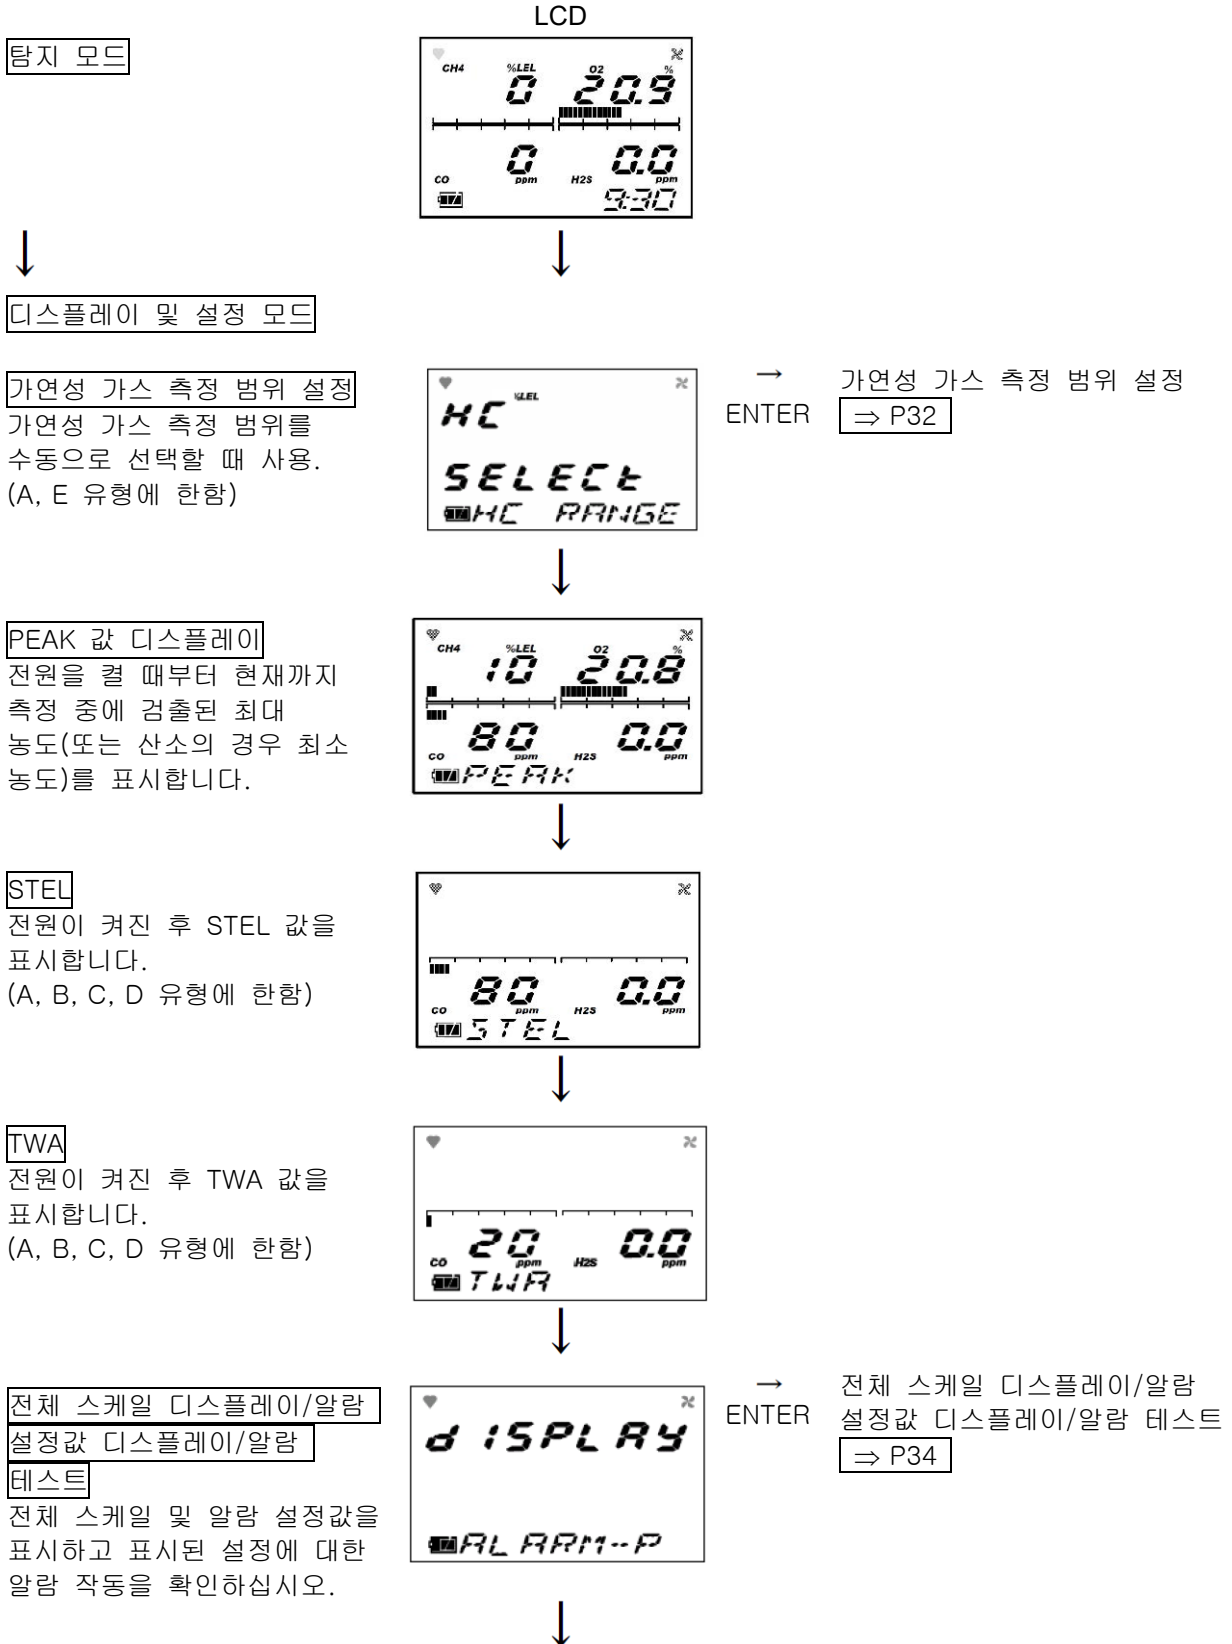 LCD
탐지 모드
CH4 %LEL O2 %
0 20.9
0 0.0
CO ppm H2S ppm
9:30
↓ ↓
디스플레이 및 설정 모드
가연성 가스 측정 범위 설정
가연성 가스 측정 범위를
수동으로 선택할 때 사용.
(A, E 유형에 한함)
%LEL
HC
SELECt
HC RANGE
→
ENTER
가연성 가스 측정 범위 설정
⇒ P32
↓
PEAK 값 디스플레이
전원을 켤 때부터 현재까지
측정 중에 검출된 최대
농도(또는 산소의 경우 최소
농도)를 표시합니다.
CH4 %LEL O2 %
10 20.8
80 0.0
CO ppm H2S ppm
PEAK
↓
STEL
전원이 켜진 후 STEL 값을
표시합니다.
(A, B, C, D 유형에 한함)
80 0.0
CO ppm H2S ppm
STEL
↓
TWA
전원이 켜진 후 TWA 값을
표시합니다.
(A, B, C, D 유형에 한함)
20 0.0
CO ppm H2S ppm
TWA
↓
전체 스케일 디스플레이/알람
설정값 디스플레이/알람
테스트
전체 스케일 및 알람 설정값을
표시하고 표시된 설정에 대한
알람 작동을 확인하십시오.
dISPLAY
ALARM--P
→
ENTER
전체 스케일 디스플레이/알람
설정값 디스플레이/알람 테스트
⇒ P34
↓